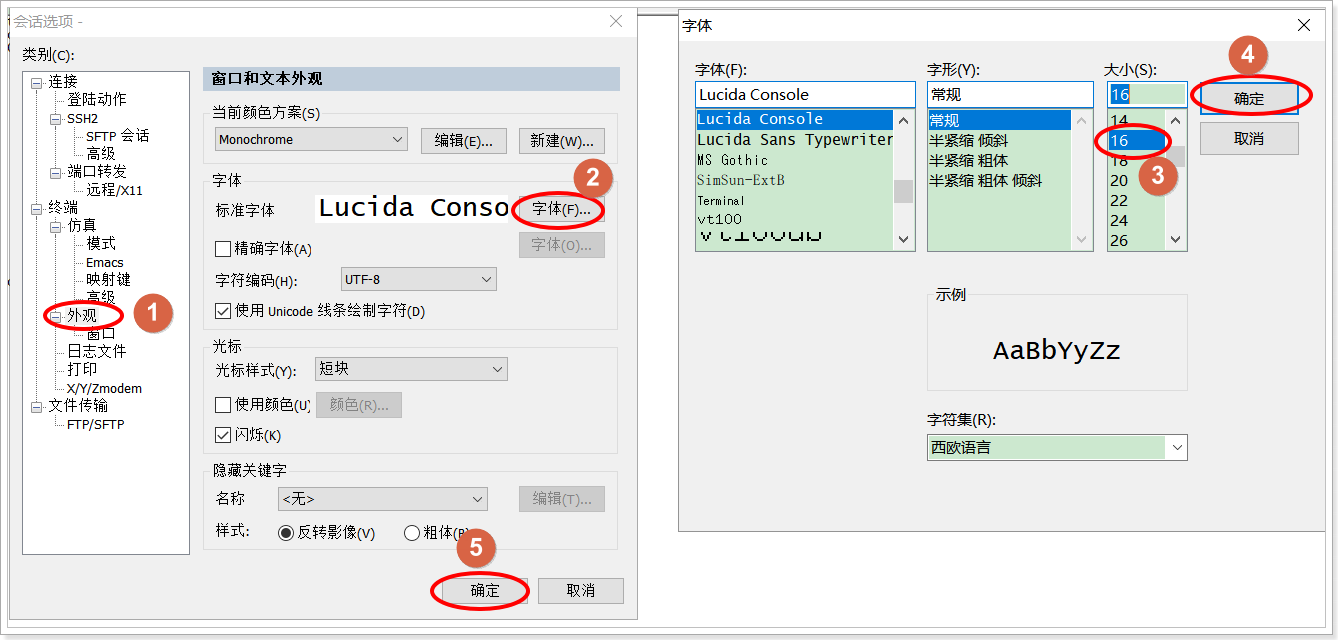 会话选项 -
类别(C):
连接
登陆动作
SSH2
SFTP 会话
高级
端口转发
远程/X11
终端
仿真
模式
Emacs
映射键
高级
外观
1
窗口
日志文件
打印
X/Y/Zmodem
文件传输
FTP/SFTP
窗口和文本外观
当前颜色方案(S)
Monochrome
编辑(E)...
新建(W)...
字体
2
标准字体
Lucida Conso
字体(F)...
精确字体(A)
字体(O)...
字符编码(H):
UTF-8
使用 Unicode 线条绘制字符(D)
光标
光标样式(Y):
短块
使用颜色(U)
颜色(R)...
闪烁(K)
隐藏关键字
名称
<无>
编辑(T)...
样式:
反转影像(V)
粗体(B)
5
确定
取消
字体
字体(F):
Lucida Console
Lucida Console
Lucida Sans Typewriter
MS Gothic
SimSun-ExtB
Terminal
vt100
字形(Y):
常规
常规
半紧缩 倾斜
半紧缩 粗体
半紧缩 粗体 倾斜
大小(S):
16
14
16
18
20
22
24
26
3
4
确定
取消
示例
AaBbYyZz
字符集(R):
西欧语言